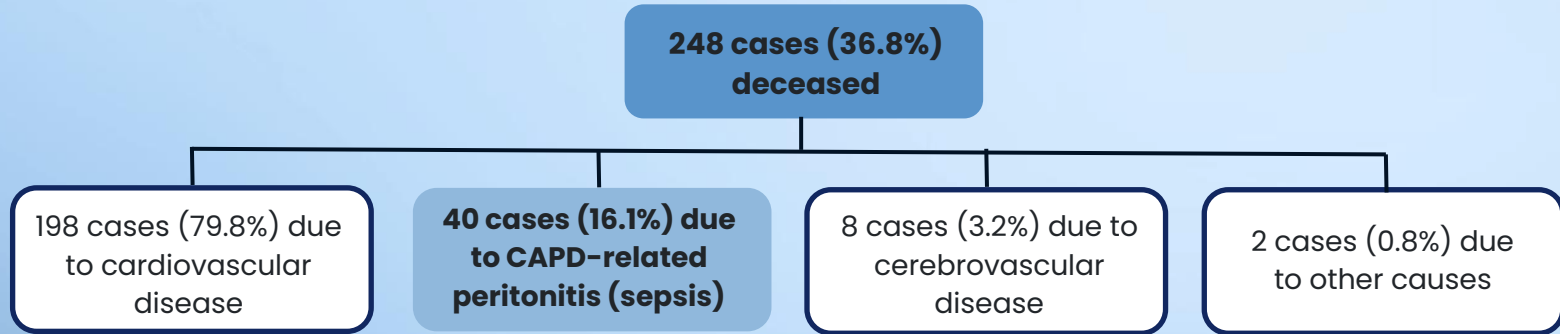 248 cases (36.8%)
deceased
198 cases (79.8%) due
to cardiovascular
disease
40 cases (16.1%) due
to CAPD-related
peritonitis (sepsis)
8 cases (3.2%) due to
cerebrovascular
disease
2 cases (0.8%) due
to other causes